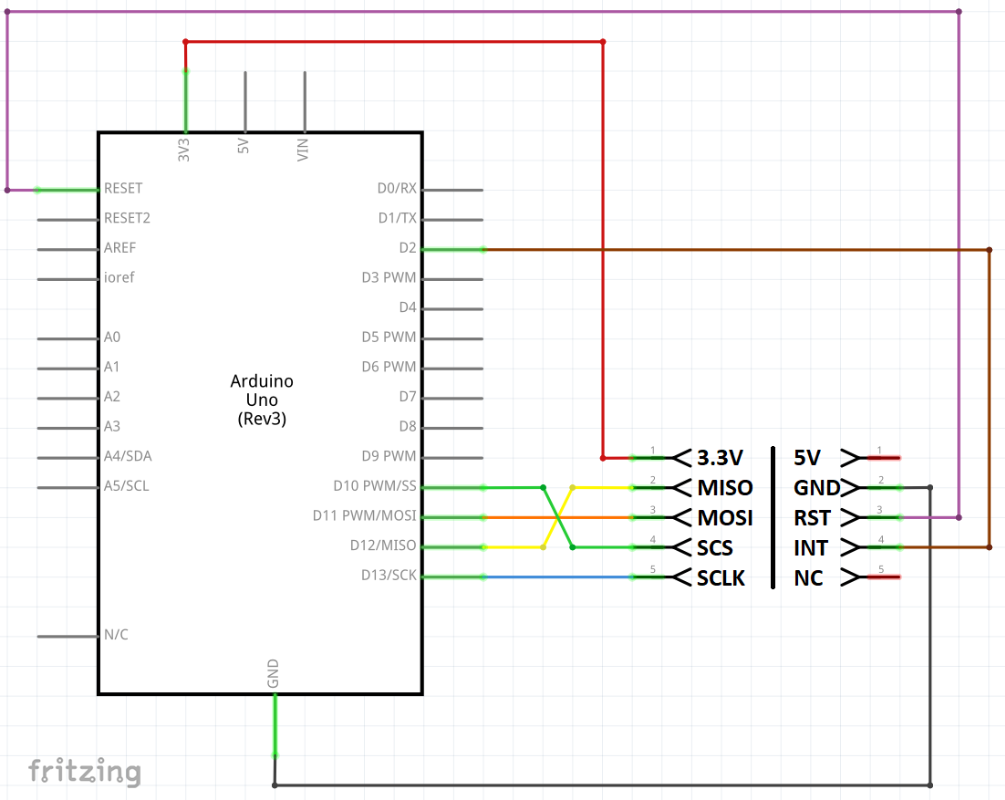 3V3
5V
VIN
RESET
D0/RX
RESET2
D1/TX
AREF
D2
ioref
D3 PWM
D4
A0
D5 PWM
A1
D6 PWM
A2
D7
A3
D8
A4/SDA
D9 PWM
A5/SCL
D10 PWM/SS
D11 PWM/MOSI
D12/MISO
D13/SCK
N/C
GND
Arduino
Uno
(Rev3)
1 3.3V 5V 1
2 MISO GND 2
3 MOSI RST 3
4 SCS INT 4
5 SCLK NC 5
fritzing